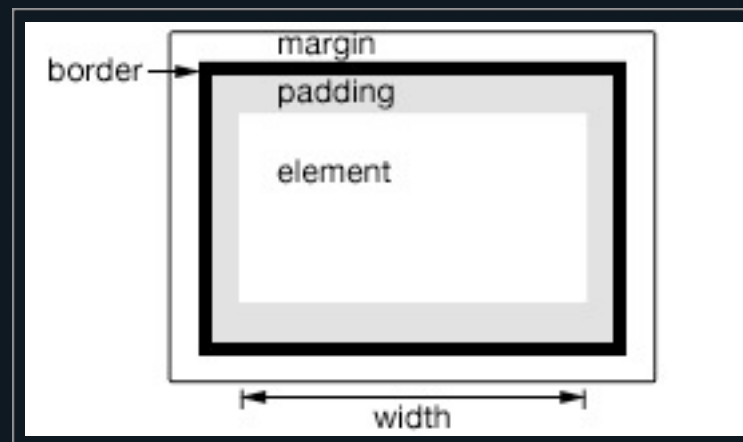 margin
border
padding
element
width